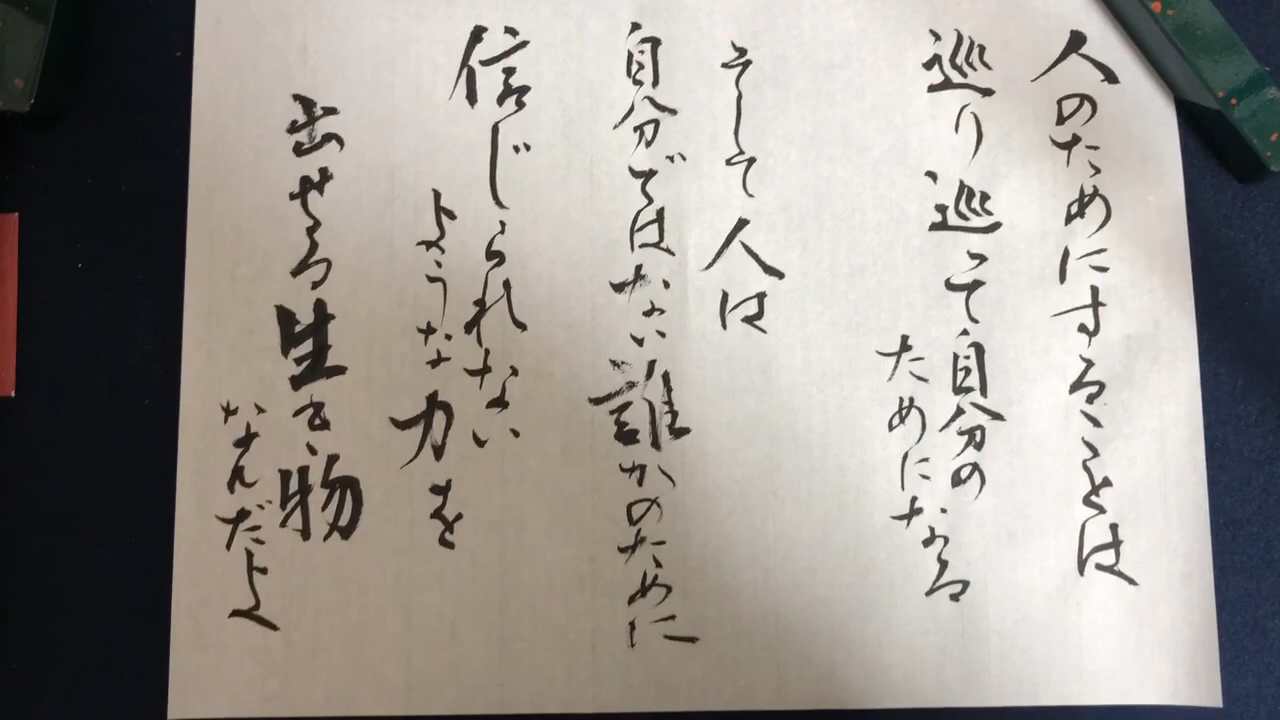 人のためにすることは
巡り巡って自分の
ためになる
そして人は
自分ではない誰かのために
信じられない
ような力を
出せる生き物
なんだよ